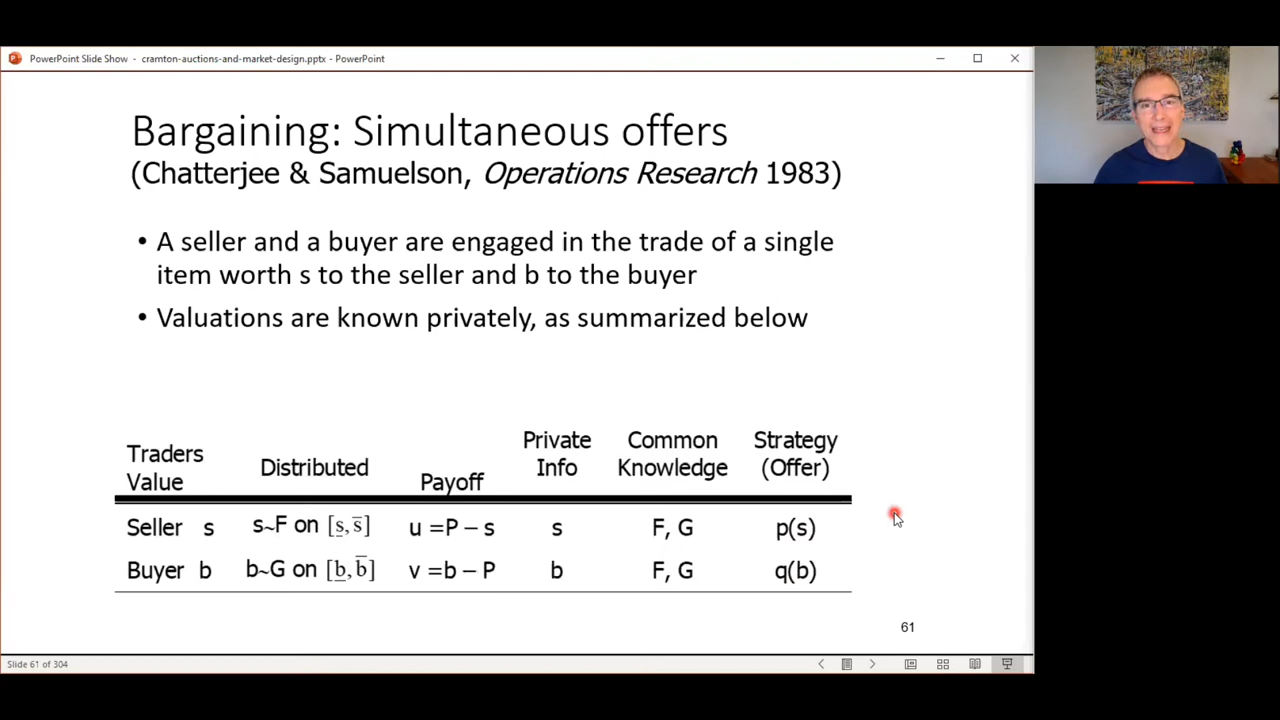 PowerPoint Slide Show - cramton-auctions-and-market-design.pptx - PowerPoint
Bargaining: Simultaneous offers
(Chatterjee & Samuelson, Operations Research 1983)
• A seller and a buyer are engaged in the trade of a single
item worth s to the seller and b to the buyer
• Valuations are known privately, as summarized below
Traders Value Distributed Payoff Private Info Common Knowledge Strategy (Offer)
Seller s s~F on [s̲, s̅] u =P – s s F, G p(s)
Buyer b b~G on [b̲, b̅] v =b – P b F, G q(b)
61
Slide 61 of 304